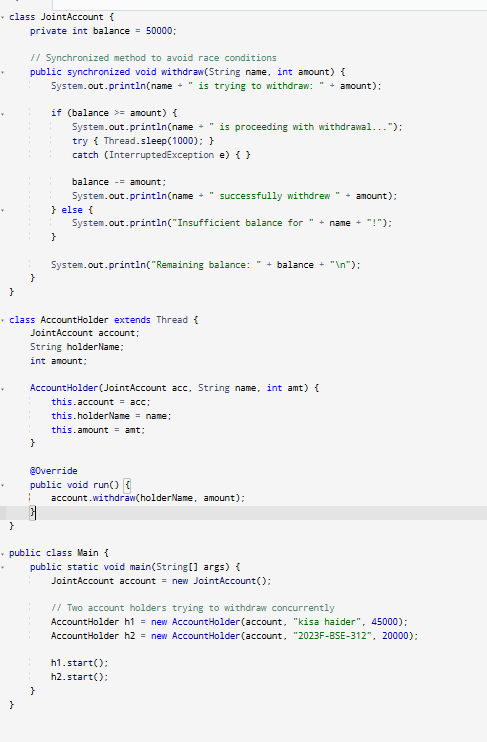 class JointAccount {
    private int balance = 50000;

    // Synchronized method to avoid race conditions
    public synchronized void withdraw(String name, int amount) {
        System.out.println(name + " is trying to withdraw: " + amount);

        if (balance >= amount) {
            System.out.println(name + " is proceeding with withdrawal...");
            try { Thread.sleep(1000); }
            catch (InterruptedException e) { }

            balance -= amount;
            System.out.println(name + " successfully withdrew " + amount);
        } else {
            System.out.println("Insufficient balance for " + name + "!");
        }

        System.out.println("Remaining balance: " + balance + "\n");
    }
}

class AccountHolder extends Thread {
    JointAccount account;
    String holderName;
    int amount;

    AccountHolder(JointAccount acc, String name, int amt) {
        this.account = acc;
        this.holderName = name;
        this.amount = amt;
    }

    @Override
    public void run() {
        account.withdraw(holderName, amount);
    }
}

public class Main {
    public static void main(String[] args) {
        JointAccount account = new JointAccount();

        // Two account holders trying to withdraw concurrently
        AccountHolder h1 = new AccountHolder(account, "kisa haider", 45000);
        AccountHolder h2 = new AccountHolder(account, "2023F-BSE-312", 20000);

        h1.start();
        h2.start();
    }
}